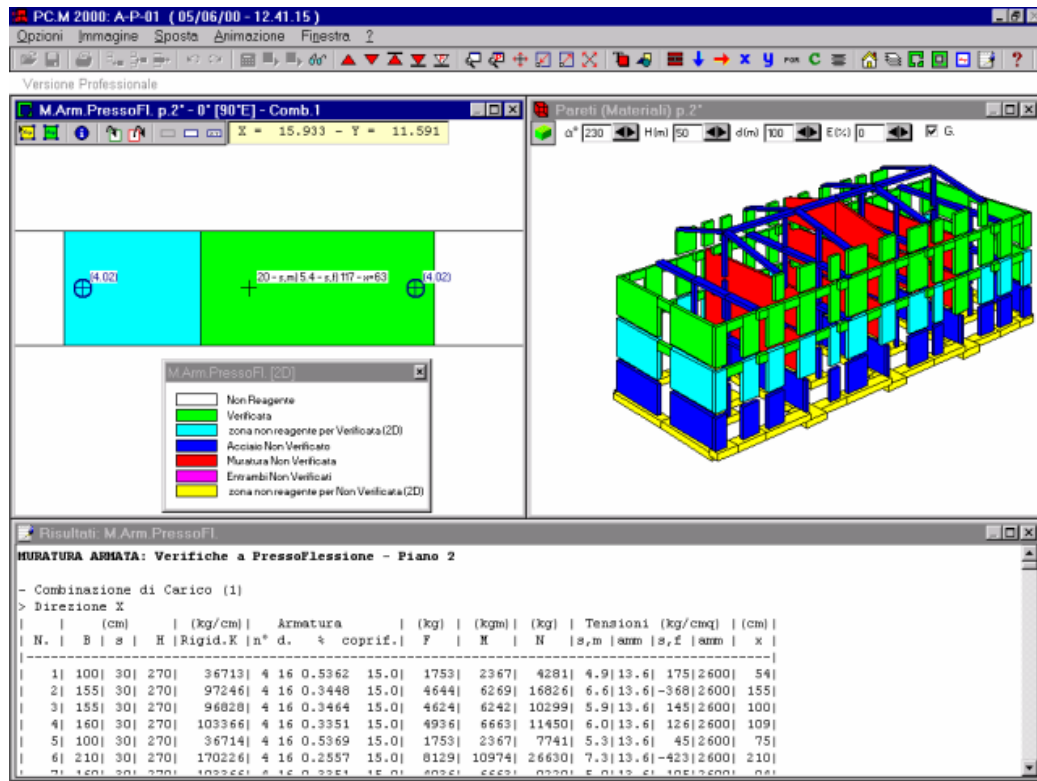 PC.M 2000: A-P-01 ( 05/06/00 - 12.41.15 )
Opzioni Immagine Sposta Animazione Finestra ?
Versione Professionale
M.Arm.PressoFl. p.2° - 0° [90°E] - Comb.1
X = 15.933 - Y = 11.591
(4.02)
20 - s,m) 5.4 - s,f) 117 - x=63
(4.02)
M.Arm.PressoFl. [2D]
Non Reagente
Verificata
zona non reagente per Verificata (2D)
Acciaio Non Verificato
Muratura Non Verificata
Entrambi Non Verificati
zona non reagente per Non Verificata (2D)
Pareti (Materiali) p.2°
α° 230 H(m) 50 d(m) 100 E(%) 0 G.
Risultati: M.Arm.PressoFl.
MURATURA ARMATA: Verifiche a PressoFlessione - Piano 2
- Combinazione di Carico (1)
> Direzione X
| | (cm) | (kg/cm)| Armatura | (kg) | (kgm)| (kg) | Tensioni (kg/cmq) |(cm)|
| N. | B | s | H |Rigid.K |n° d. % coprif.| F | M | N |s,m |amm |s,f |amm | x |
| 1| 100| 30| 270| 36713| 4 16 0.5362 15.0| 1753| 2367| 4281| 4.9|13.6| 175|2600| 54|
| 2| 155| 30| 270| 97246| 4 16 0.3448 15.0| 4644| 6269| 16826| 6.6|13.6|-368|2600| 155|
| 3| 155| 30| 270| 96828| 4 16 0.3464 15.0| 4624| 6242| 10299| 5.9|13.6| 145|2600| 100|
| 4| 160| 30| 270| 103366| 4 16 0.3351 15.0| 4936| 6663| 11450| 6.0|13.6| 126|2600| 109|
| 5| 100| 30| 270| 36714| 4 16 0.5369 15.0| 1753| 2367| 7741| 5.3|13.6| 45|2600| 75|
| 6| 210| 30| 270| 170226| 4 16 0.2557 15.0| 8129| 10974| 26630| 7.3|13.6|-423|2600| 210|